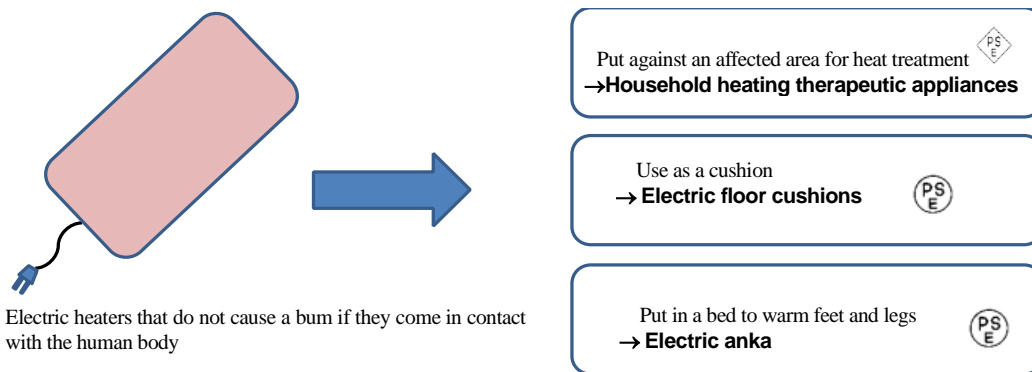 Put against an affected area for heat treatment
PS
E
→Household heating therapeutic appliances
Use as a cushion
→ Electric floor cushions
PS
E
Electric heaters that do not cause a bum if they come in contact
with the human body
Put in a bed to warm feet and legs
→ Electric anka
PS
E